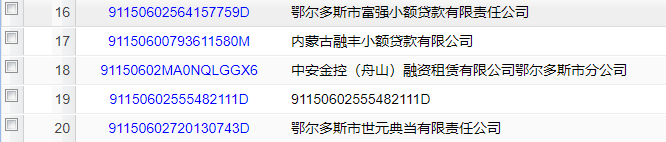 16 91150602564157759D 鄂尔多斯市富强小额贷款有限责任公司
17 91150600793611580M 内蒙古融丰小额贷款有限公司
18 91150602MA0NQLGGX6 中安金控（舟山）融资租赁有限公司鄂尔多斯市分公司
19 91150602555482111D 91150602555482111D
20 91150602720130743D 鄂尔多斯市世元典当有限责任公司